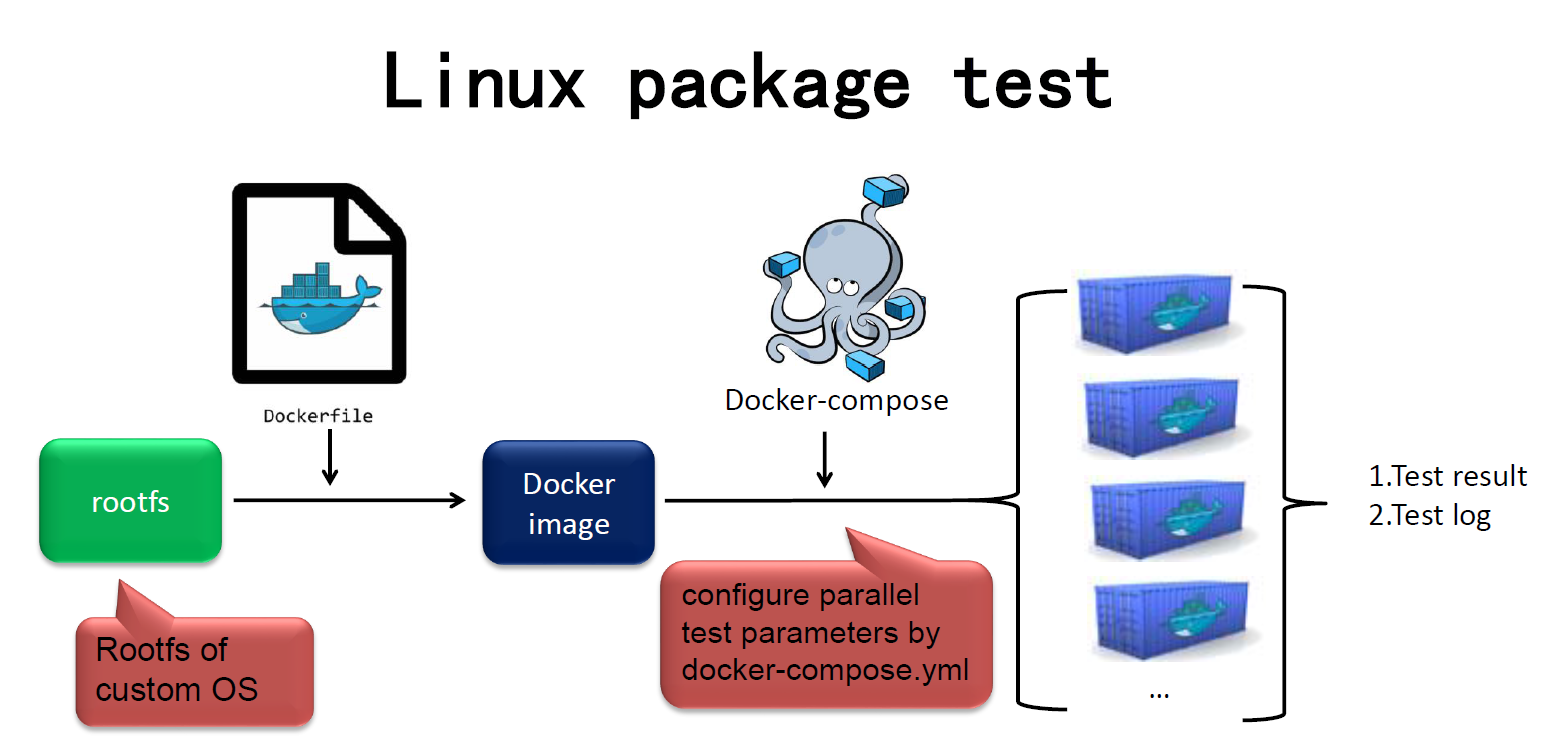 Linux package test
Dockerfile
Docker-compose
rootfs
Docker
image
1.Test result
2.Test log
Rootfs of
custom OS
configure parallel
test parameters by
docker-compose.yml
...